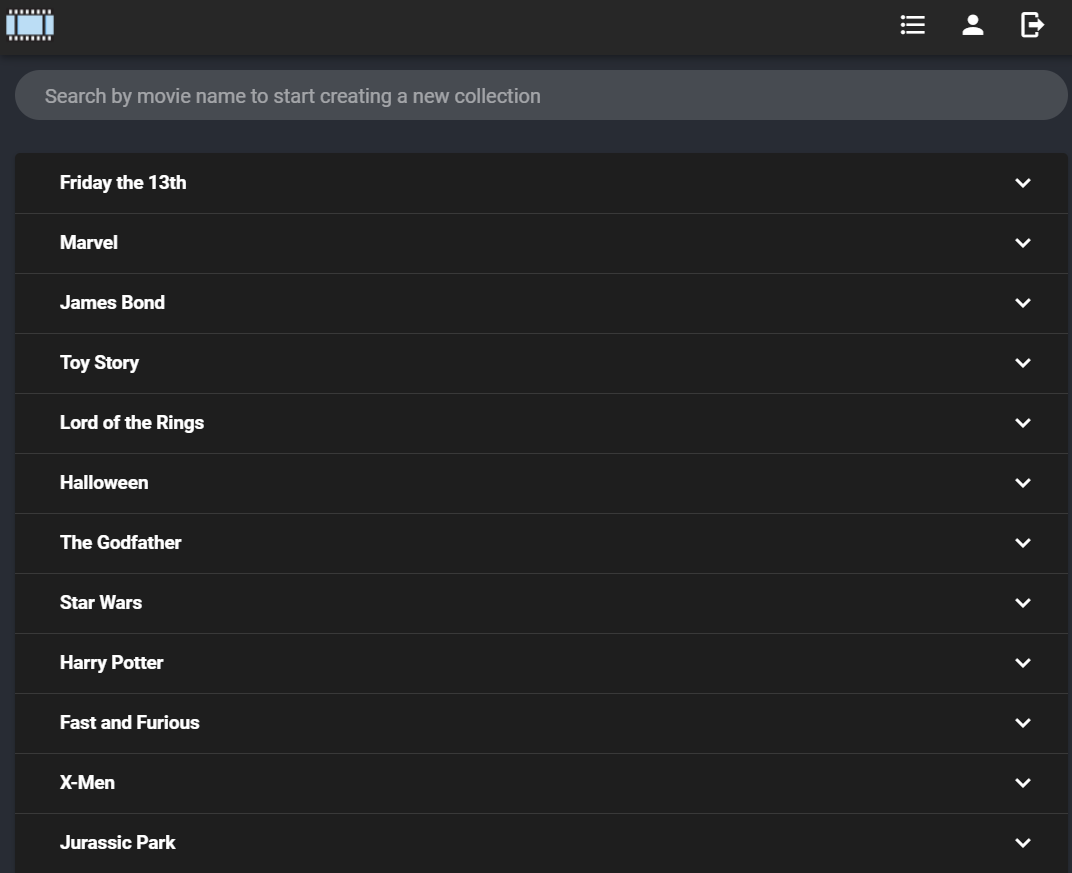 Search by movie name to start creating a new collection
Friday the 13th
Marvel
James Bond
Toy Story
Lord of the Rings
Halloween
The Godfather
Star Wars
Harry Potter
Fast and Furious
X-Men
Jurassic Park